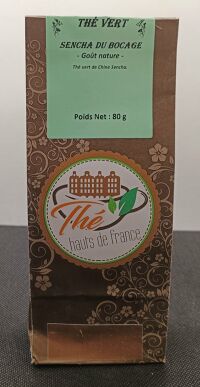 THÉ VERT
SENCHA DU BOCAGE
- Goût nature -
Thé vert de Chine Sencha.
Poids Net : 80 g
Thé
hauts de france